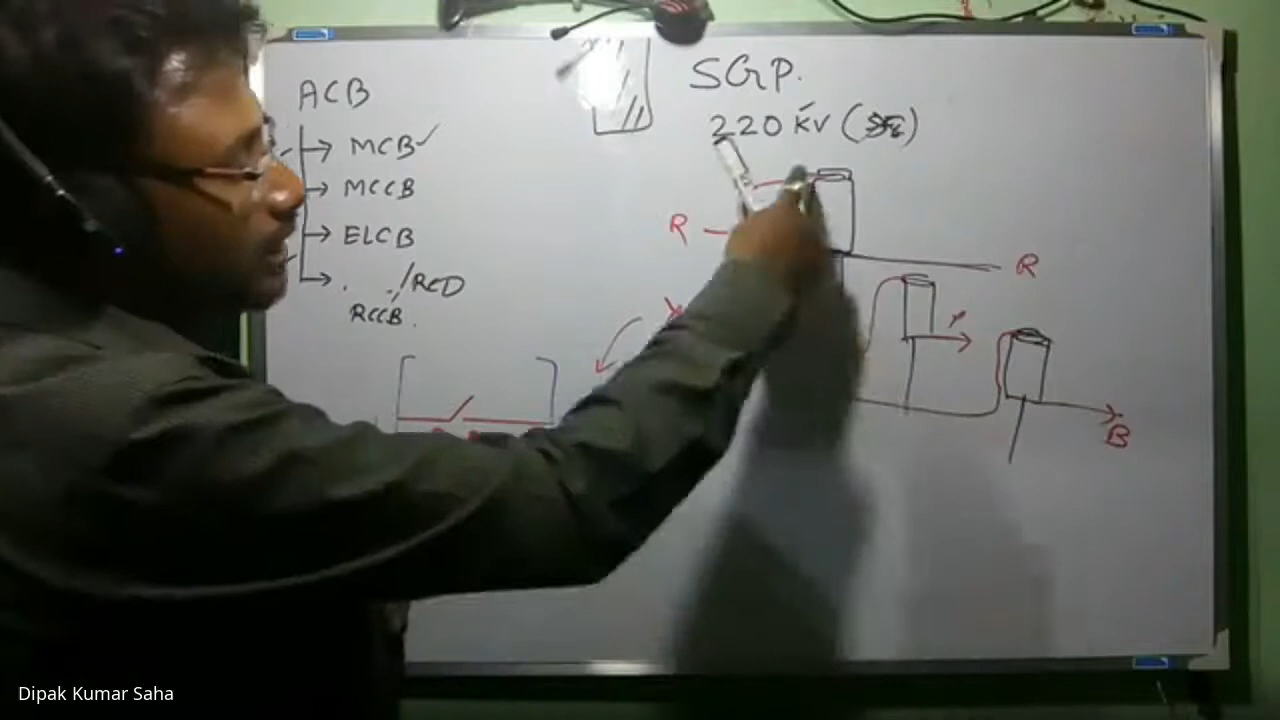 ACB
→ MCB ✓
→ MCCB
→ ELCB
→ . ./RCD
RCCB.
SGP.
220 KV ( )
R
R
Y
B
Dipak Kumar Saha